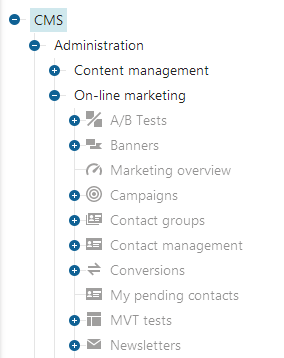 CMS
Administration
Content management
On-line marketing
A/B Tests
Banners
Marketing overview
Campaigns
Contact groups
Contact management
Conversions
My pending contacts
MVT tests
Newsletters